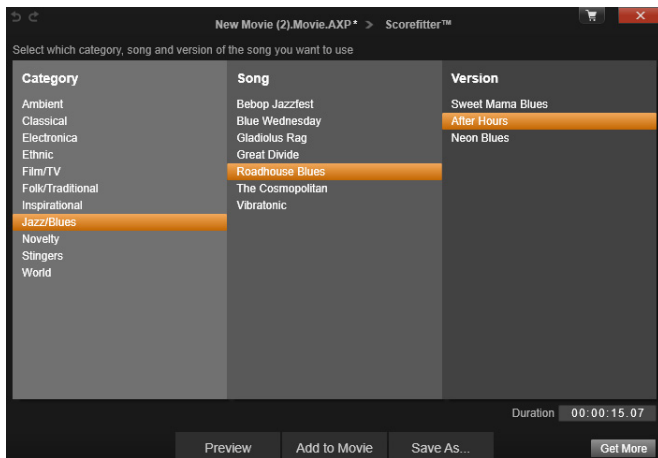 New Movie (2).Movie.AXP* > Scorefitter™
Select which category, song and version of the song you want to use
Category
Ambient
Classical
Electronica
Ethnic
Film/TV
Folk/Traditional
Inspirational
Jazz/Blues
Novelty
Stingers
World
Song
Bebop Jazzfest
Blue Wednesday
Gladiolus Rag
Great Divide
Roadhouse Blues
The Cosmopolitan
Vibratonic
Version
Sweet Mama Blues
After Hours
Neon Blues
Duration 00:00:15.07
Preview Add to Movie Save As... Get More